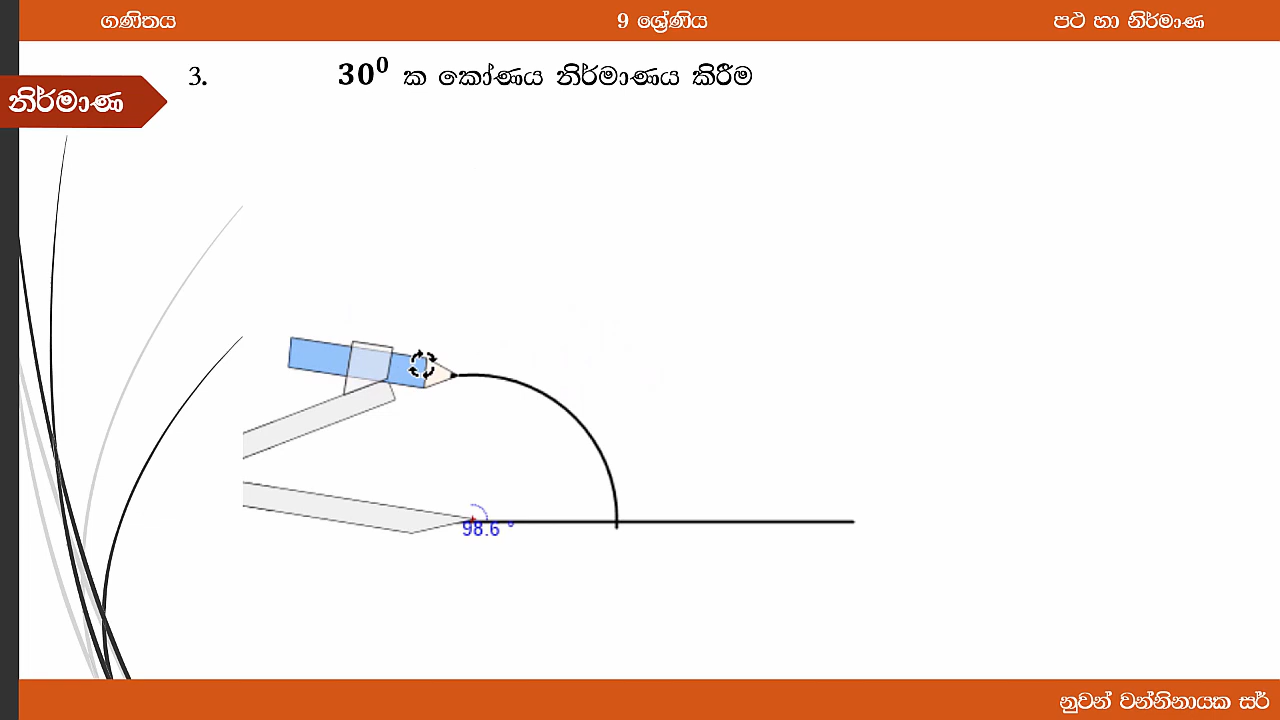 ගණිතය 9 ශ්‍රේණිය පථ හා නිර්මාණ
3. 30⁰ ක කෝණය නිර්මාණය කිරීම
නිර්මාණ
98.6 °
නුවන් වන්නිනායක සර්